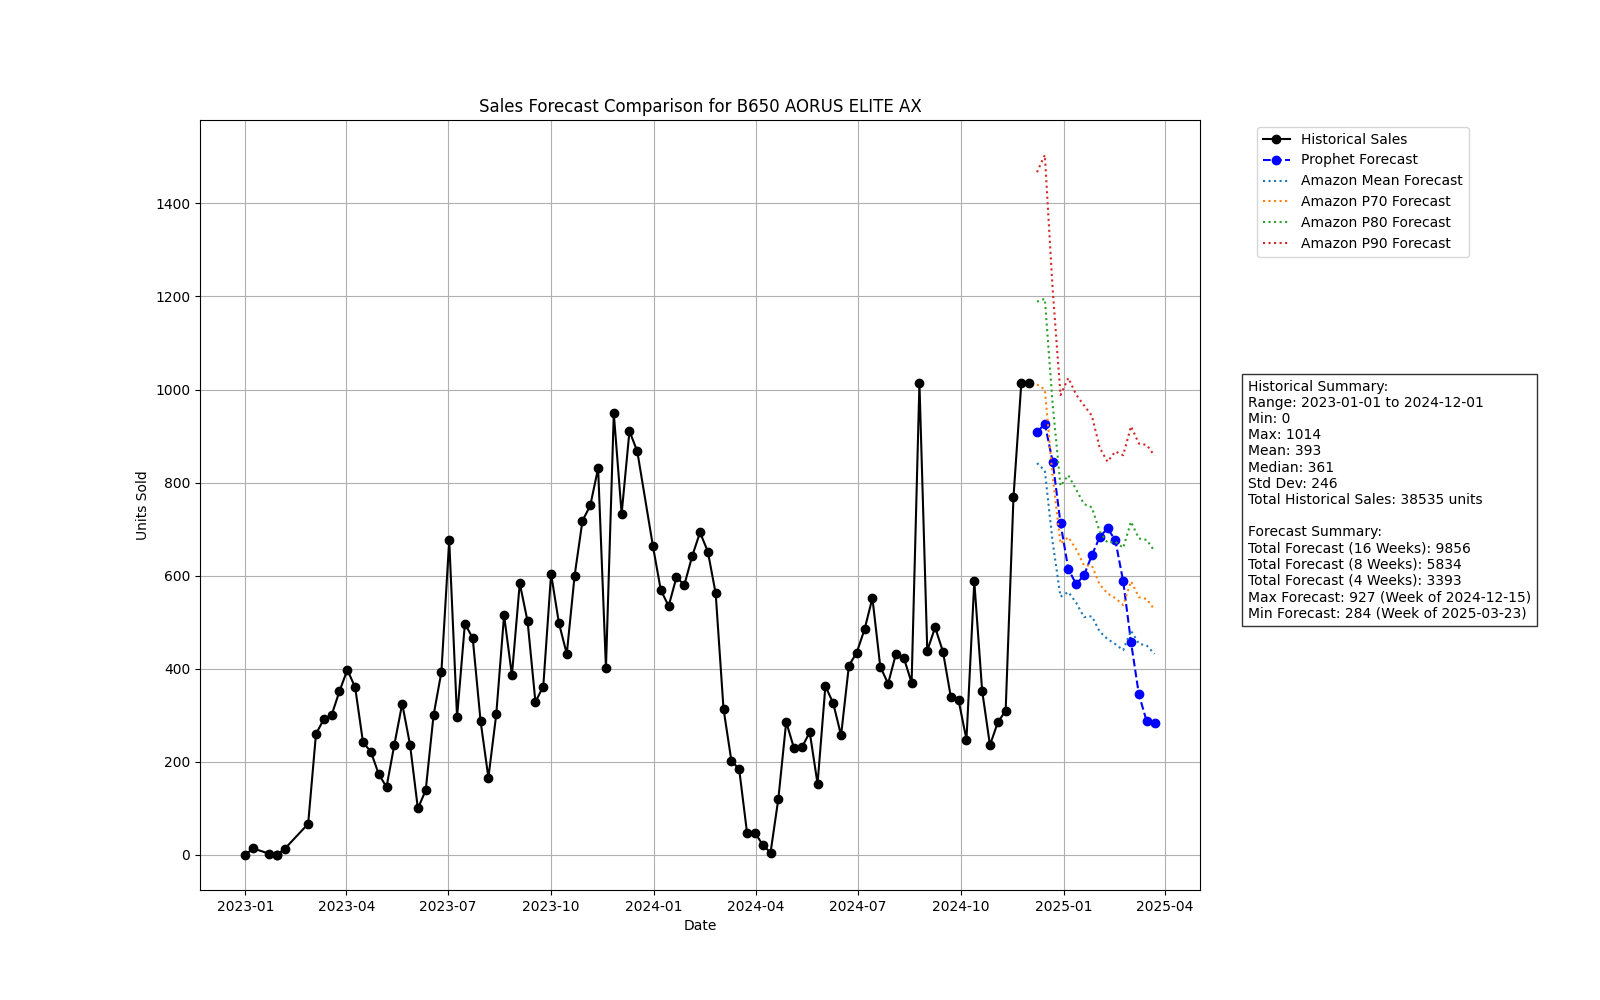 Sales Forecast Comparison for B650 AORUS ELITE AX
Units Sold
1400
1200
1000
800
600
400
200
0
2023-01
2023-04
2023-07
2023-10
2024-01
2024-04
2024-07
2024-10
2025-01
2025-04
Date
Historical Sales
Prophet Forecast
Amazon Mean Forecast
Amazon P70 Forecast
Amazon P80 Forecast
Amazon P90 Forecast
Historical Summary:
Range: 2023-01-01 to 2024-12-01
Min: 0
Max: 1014
Mean: 393
Median: 361
Std Dev: 246
Total Historical Sales: 38535 units
Forecast Summary:
Total Forecast (16 Weeks): 9856
Total Forecast (8 Weeks): 5834
Total Forecast (4 Weeks): 3393
Max Forecast: 927 (Week of 2024-12-15)
Min Forecast: 284 (Week of 2025-03-23)